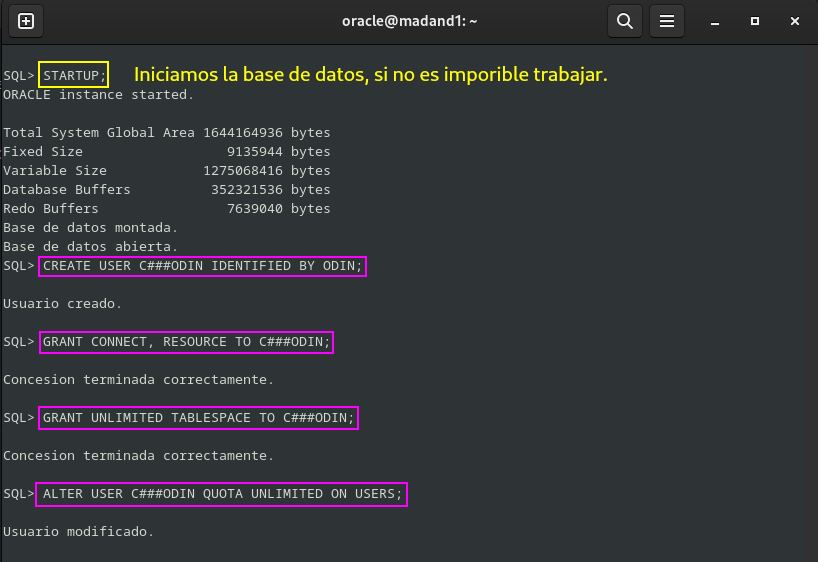 oracle@madand1: ~
SQL> STARTUP; Iniciamos la base de datos, si no es imporible trabajar.
ORACLE instance started.
Total System Global Area 1644164936 bytes
Fixed Size 9135944 bytes
Variable Size 1275068416 bytes
Database Buffers 352321536 bytes
Redo Buffers 7639040 bytes
Base de datos montada.
Base de datos abierta.
SQL> CREATE USER C###ODIN IDENTIFIED BY ODIN;
Usuario creado.
SQL> GRANT CONNECT, RESOURCE TO C###ODIN;
Concesion terminada correctamente.
SQL> GRANT UNLIMITED TABLESPACE TO C###ODIN;
Concesion terminada correctamente.
SQL> ALTER USER C###ODIN QUOTA UNLIMITED ON USERS;
Usuario modificado.